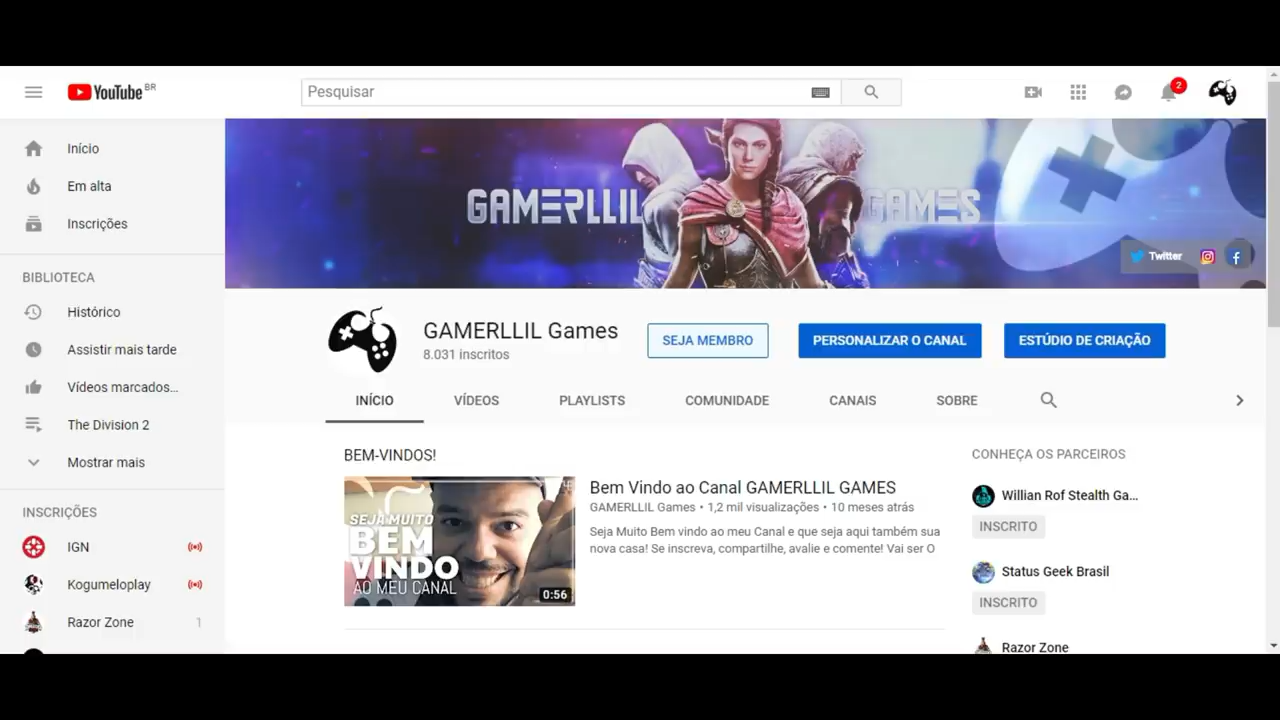 YouTube BR
Pesquisar
2
Início
Em alta
Inscrições
BIBLIOTECA
Histórico
Assistir mais tarde
Vídeos marcados...
The Division 2
Mostrar mais
INSCRIÇÕES
IGN
Kogumeloplay
Razor Zone 1
GAMERLLIL GAMES
Twitter
GAMERLLIL Games
8.031 inscritos
SEJA MEMBRO
PERSONALIZAR O CANAL
ESTÚDIO DE CRIAÇÃO
INÍCIO VÍDEOS PLAYLISTS COMUNIDADE CANAIS SOBRE
BEM-VINDOS!
SEJA MUITO
BEM
VINDO
AO MEU CANAL
0:56
Bem Vindo ao Canal GAMERLLIL GAMES
GAMERLLIL Games • 1,2 mil visualizações • 10 meses atrás
Seja Muito Bem vindo ao meu Canal e que seja aqui também sua
nova casa! Se inscreva, compartilhe, avalie e comente! Vai ser O
CONHEÇA OS PARCEIROS
Willian Rof Stealth Ga...
INSCRITO
Status Geek Brasil
INSCRITO
Razor Zone